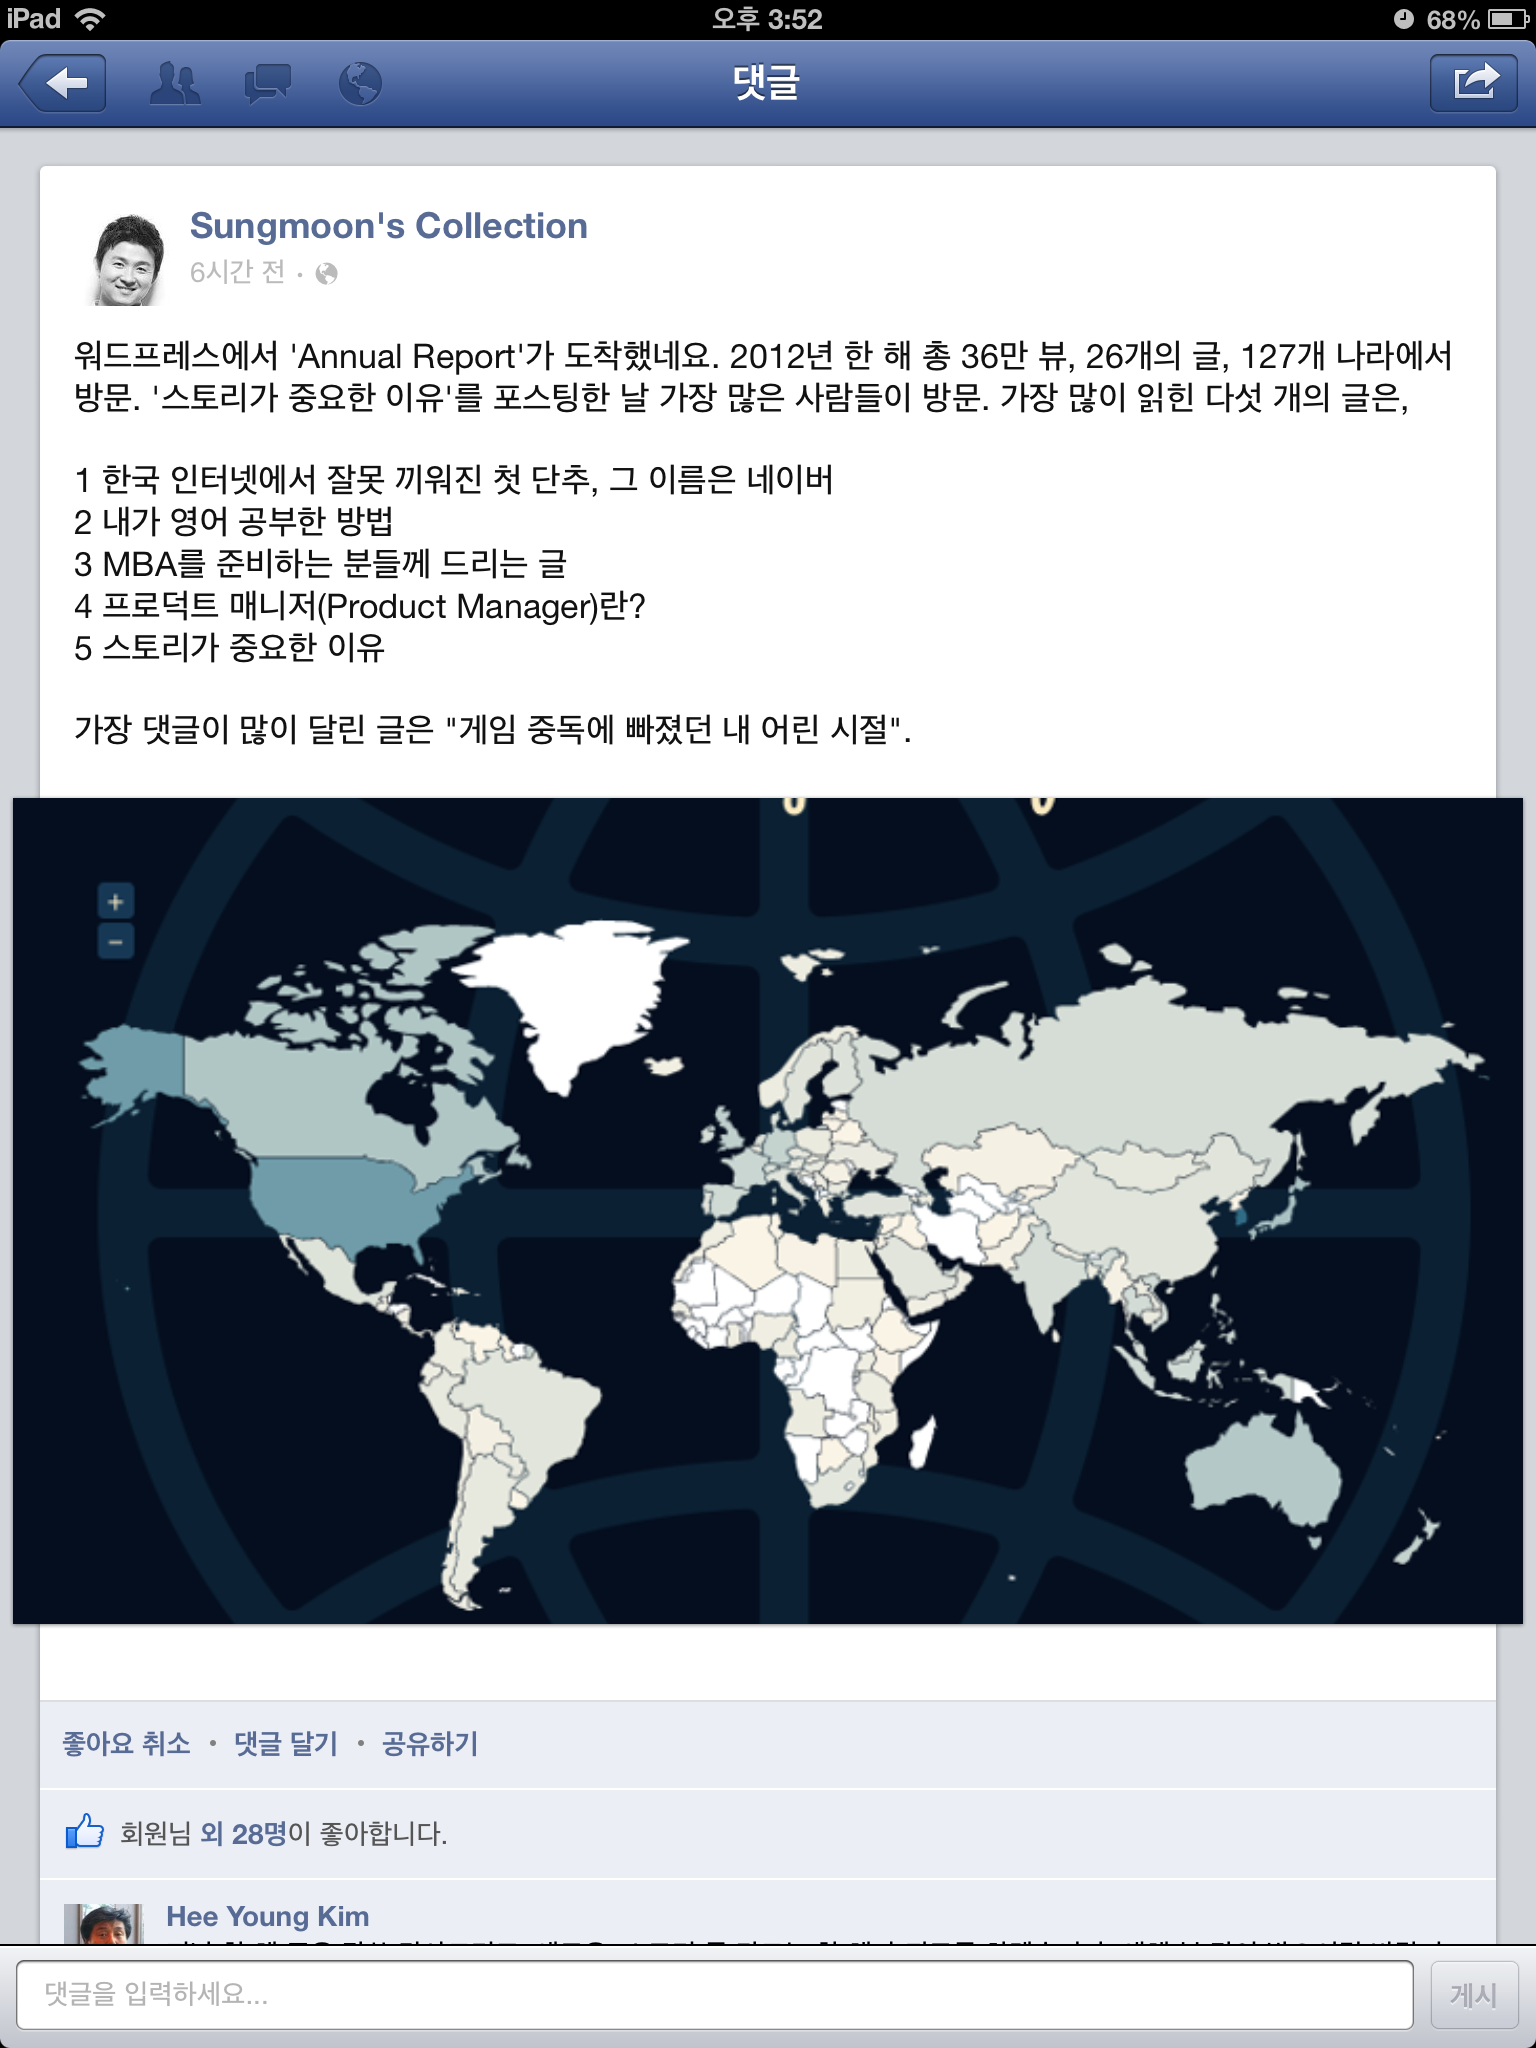 iPad 오후 3:52 68%
댓글
Sungmoon's Collection
6시간 전 ·
워드프레스에서 'Annual Report'가 도착했네요. 2012년 한 해 총 36만 뷰, 26개의 글, 127개 나라에서
방문. '스토리가 중요한 이유'를 포스팅한 날 가장 많은 사람들이 방문. 가장 많이 읽힌 다섯 개의 글은,
1 한국 인터넷에서 잘못 끼워진 첫 단추, 그 이름은 네이버
2 내가 영어 공부한 방법
3 MBA를 준비하는 분들께 드리는 글
4 프로덕트 매니저(Product Manager)란?
5 스토리가 중요한 이유
가장 댓글이 많이 달린 글은 "게임 중독에 빠졌던 내 어린 시절".
+
−
좋아요 취소 • 댓글 달기 • 공유하기
회원님 외 28명이 좋아합니다.
Hee Young Kim
댓글을 입력하세요...
게시